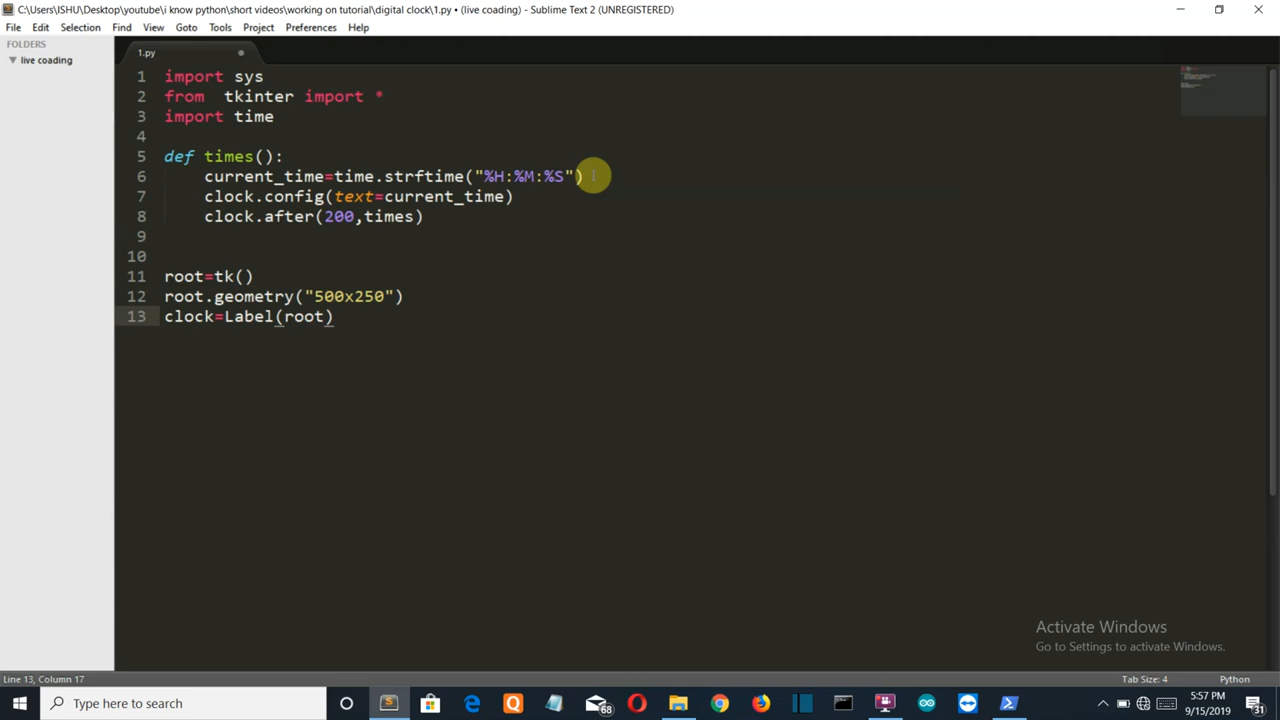 C:\Users\ISHU\Desktop\youtube\i know python\short videos\working on tutorial\digital clock\1.py • (live coading) - Sublime Text 2 (UNREGISTERED)
File Edit Selection Find View Goto Tools Project Preferences Help
FOLDERS
live coading
1.py
1 import sys
2 from  tkinter import *
3 import time
4
5 def times():
6     current_time=time.strftime("%H:%M:%S")
7     clock.config(text=current_time)
8     clock.after(200,times)
9
10
11 root=tk()
12 root.geometry("500x250")
13 clock=Label(root)
Activate Windows
Go to Settings to activate Windows.
Line 13, Column 17
Tab Size: 4
Python
Type here to search
68
5:57 PM
9/15/2019
31